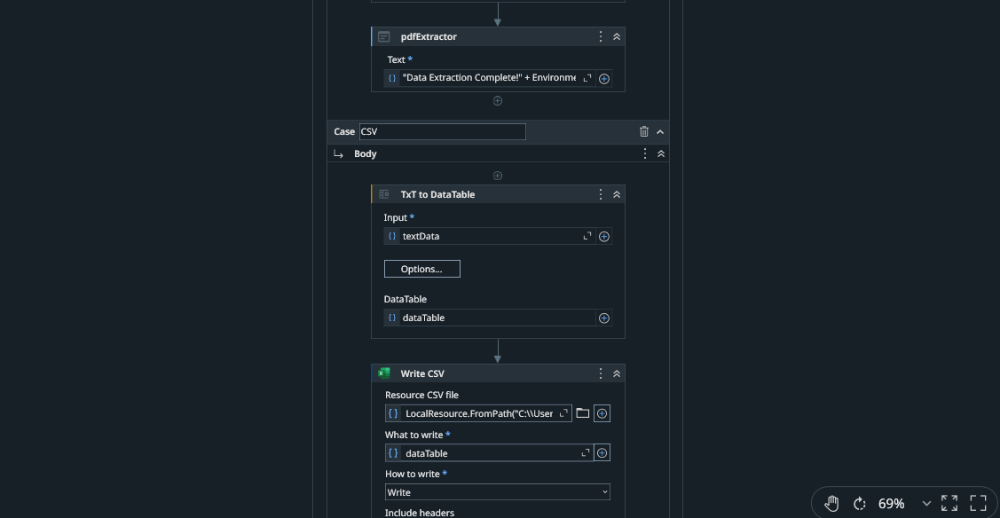 pdfExtractor
Text *
"Data Extraction Complete!" + Environme
Case CSV
Body
TxT to DataTable
Input *
textData
Options...
DataTable
dataTable
Write CSV
Resource CSV file
LocalResource.FromPath("C:\\User
What to write *
dataTable
How to write *
Write
Include headers
69%